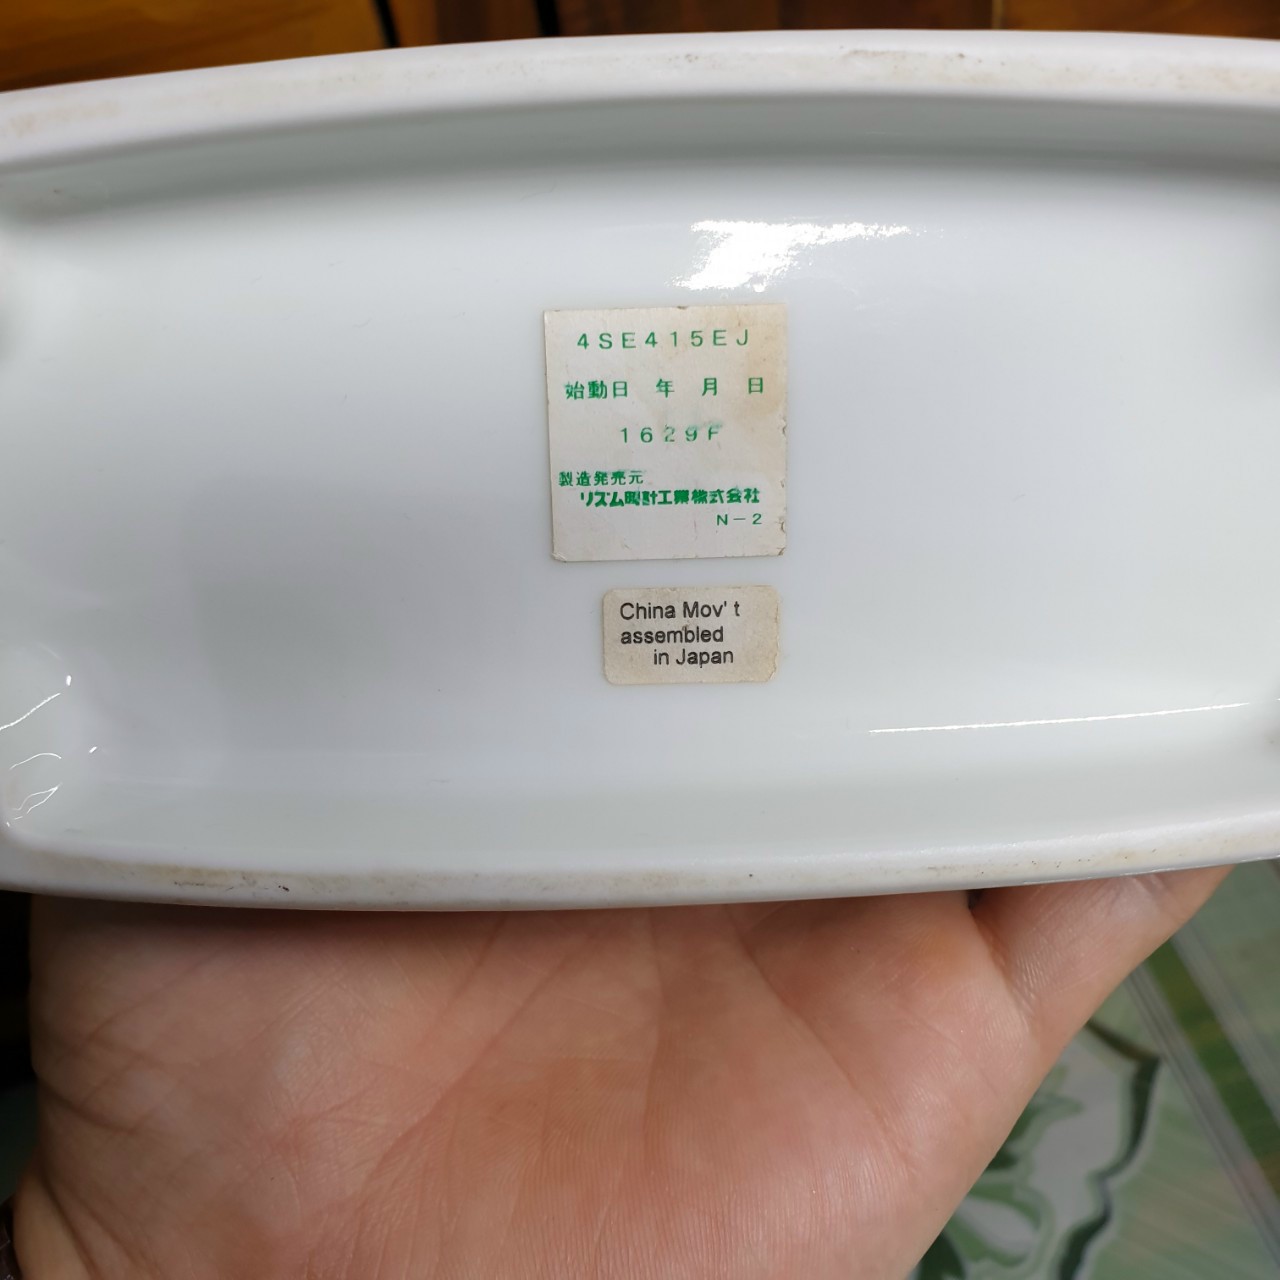 4SE415EJ
始動日 年 月 日
1629F
製造発売元
リズム時計工業株式会社
N-2
China Mov't
assembled
in Japan